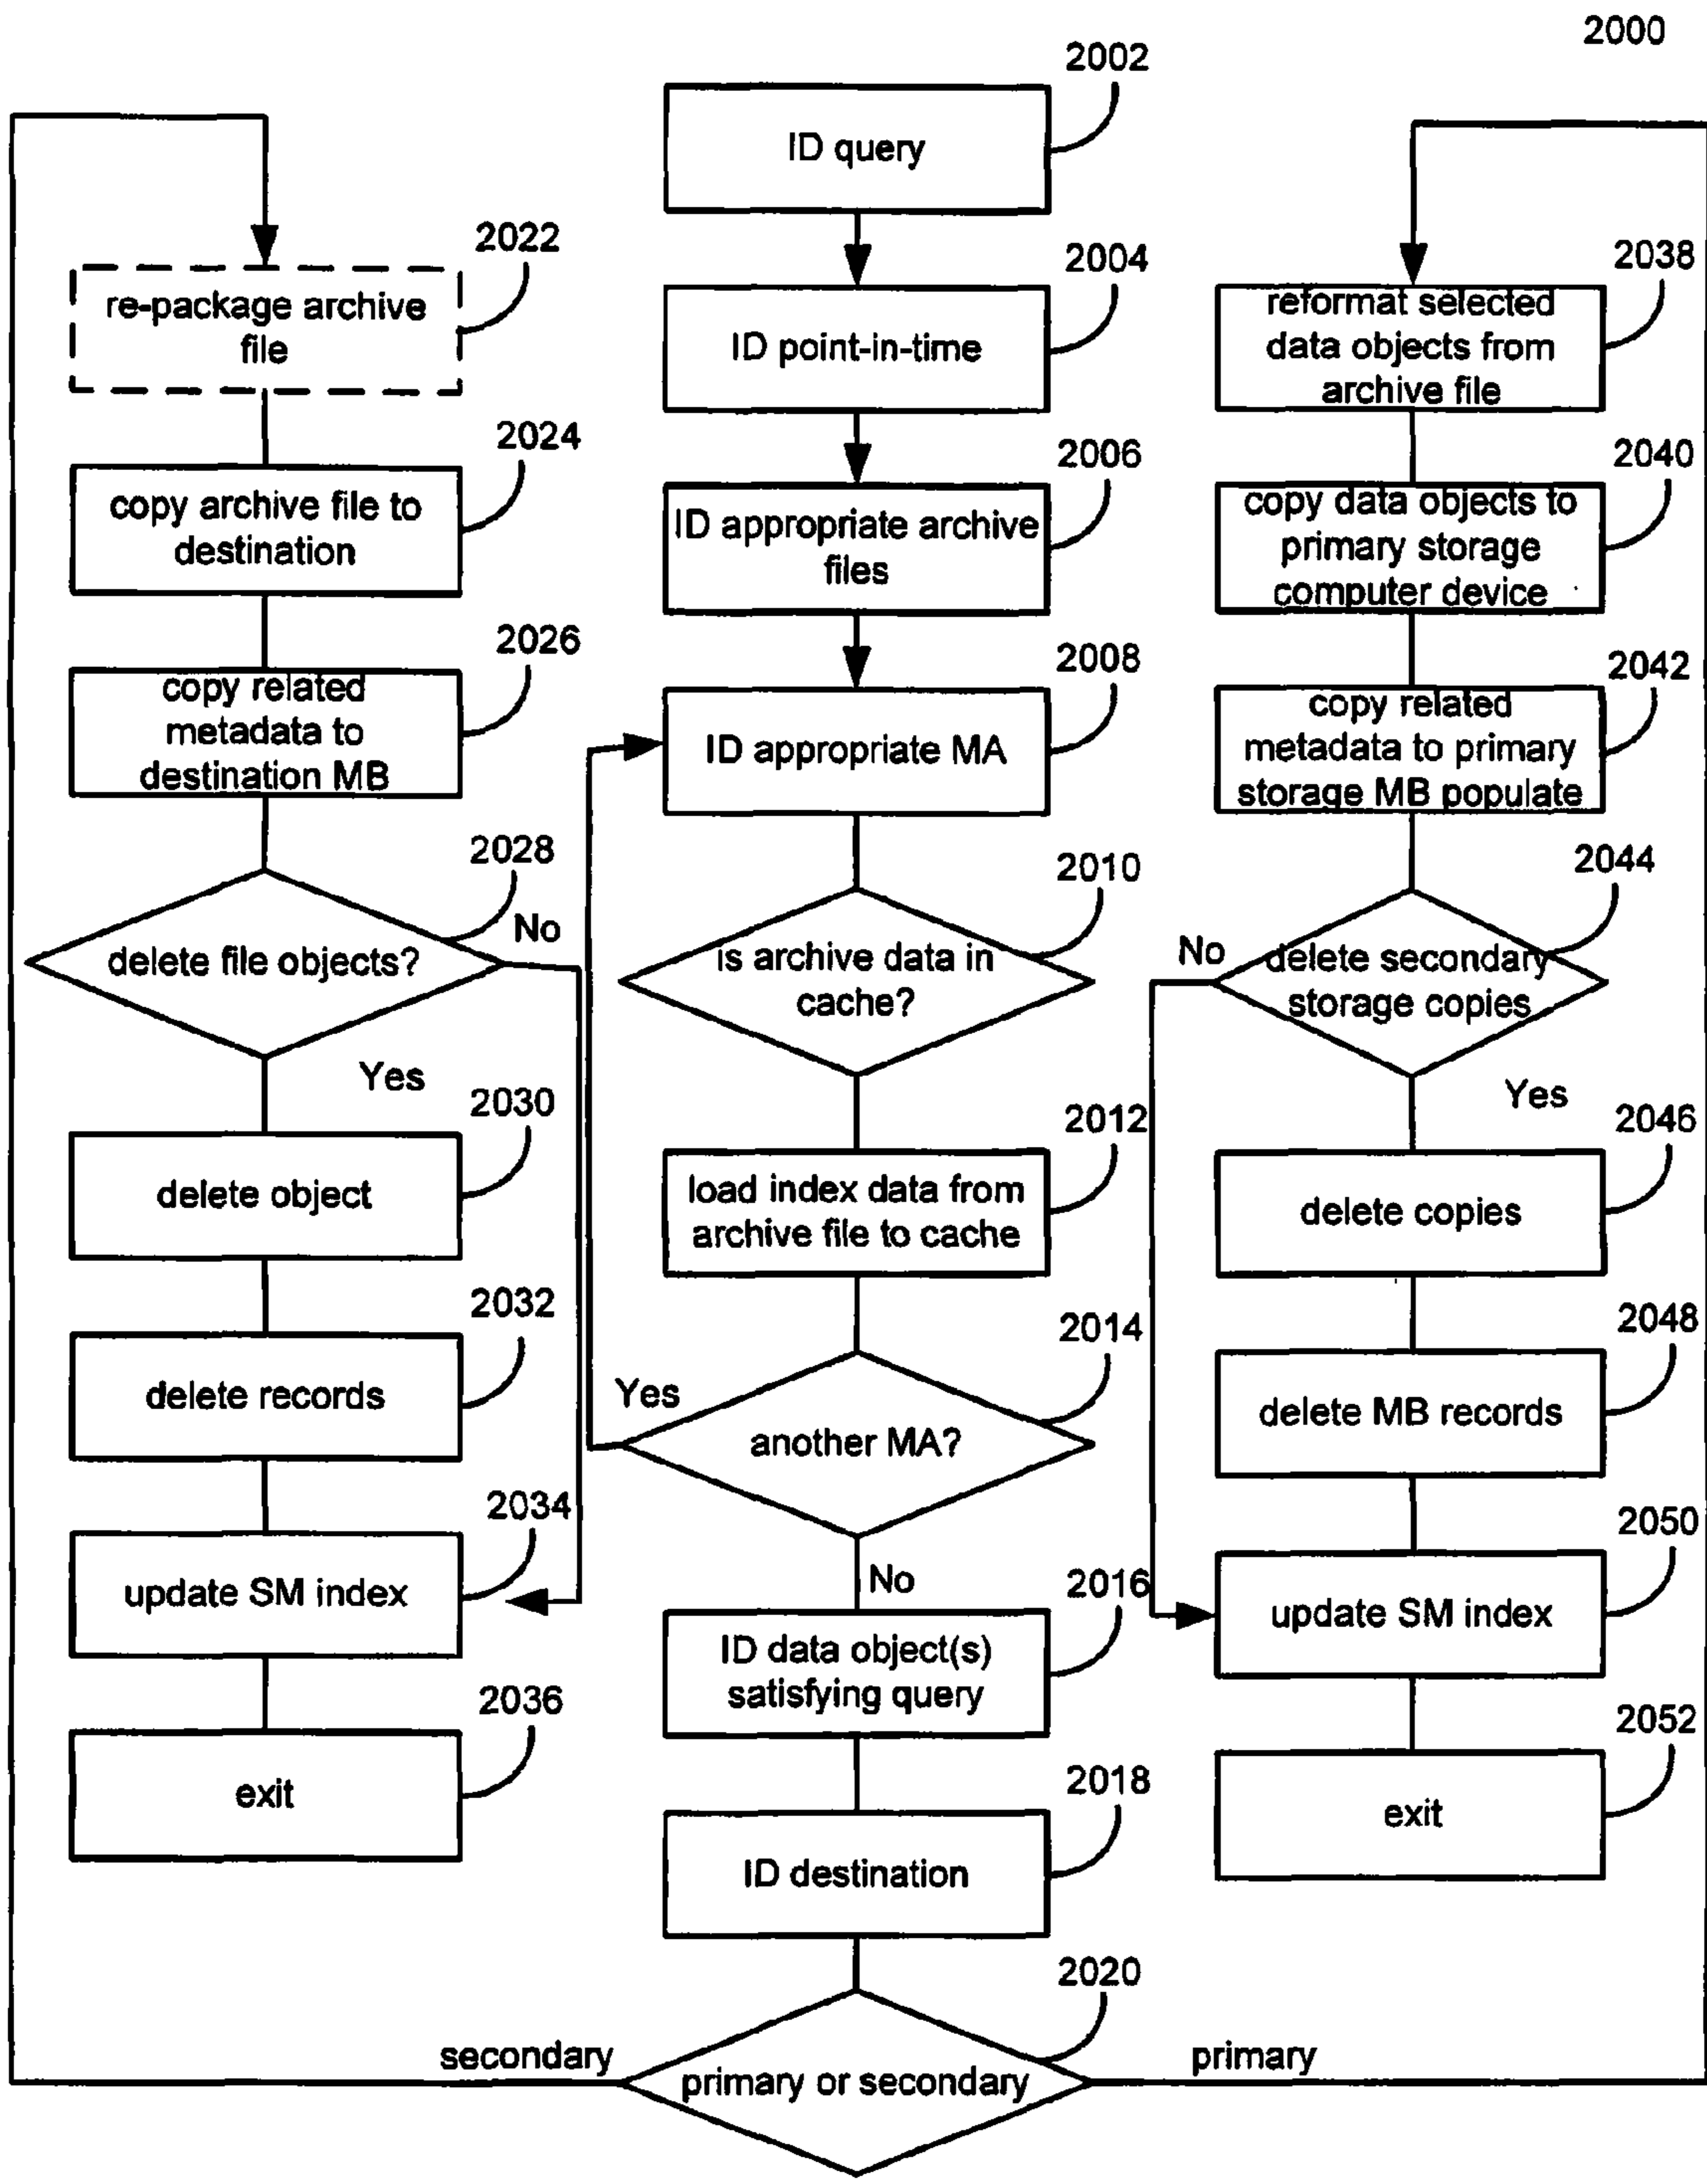 2000
2002
ID query
2004
ID point-in-time
2006
ID appropriate archive
files
2008
ID appropriate MA
2010
is archive data in
cache?
2012
load index data from
archive file to cache
2014
Yes
another MA?
No
2016
ID data object(s)
satisfying query
2018
ID destination
2020
secondary
primary or secondary
primary
2022
re-package archive
file
2024
copy archive file to
destination
2026
copy related
metadata to
destination MB
2028
No
delete file objects?
Yes
2030
delete object
2032
delete records
2034
update SM index
2036
exit
2038
reformat selected
data objects from
archive file
2040
copy data objects to
primary storage
computer device
2042
copy related
metadata to primary
storage MB populate
2044
No
delete secondary
storage copies
Yes
2046
delete copies
2048
delete MB records
2050
update SM index
2052
exit